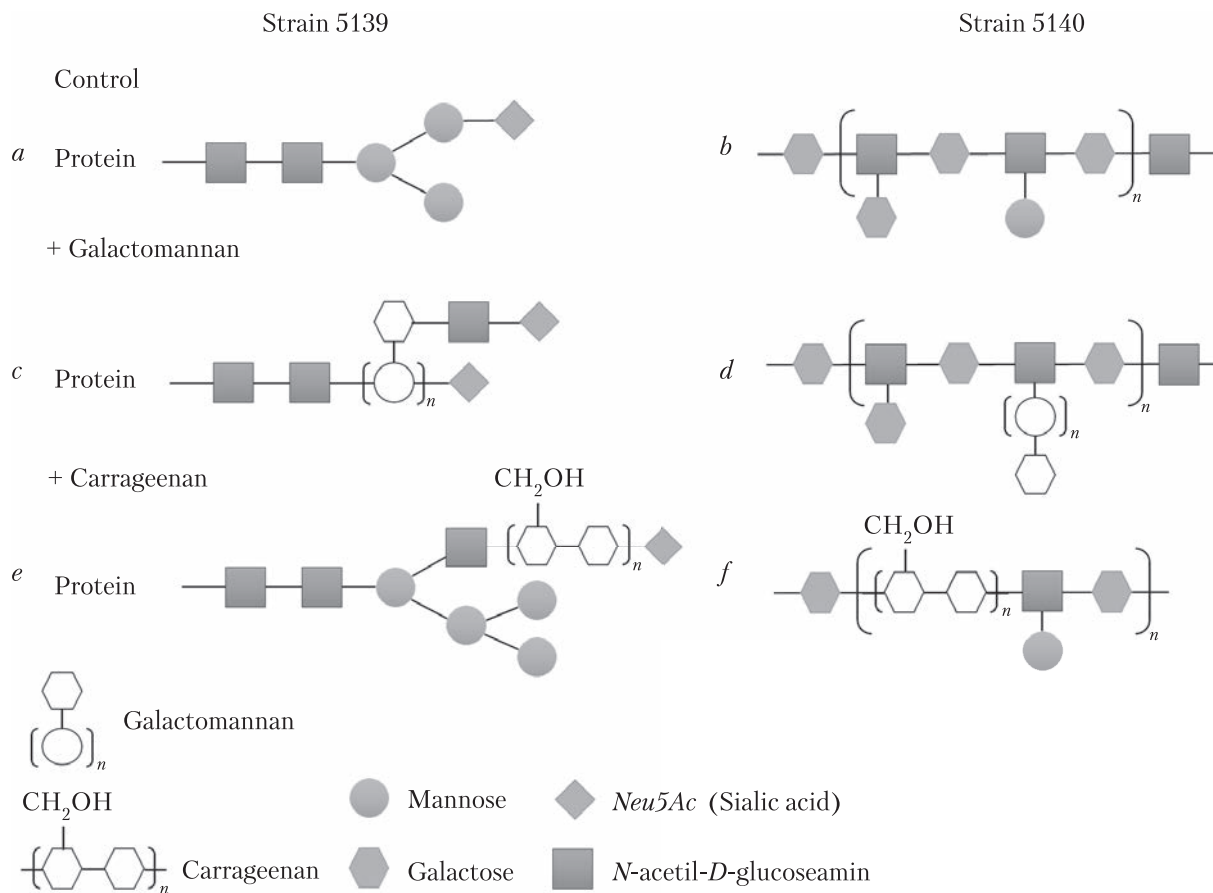 Strain 5139
Strain 5140
Control
a Protein
b
n
+ Galactomannan
c Protein
n
d
n
n
+ Carrageenan
CH₂OH
e Protein
n
CH₂OH
f
n
n
Galactomannan
n
CH₂OH
Carrageenan
n
Mannose
Neu5Ac (Sialic acid)
Galactose
N-acetil-D-glucoseamin